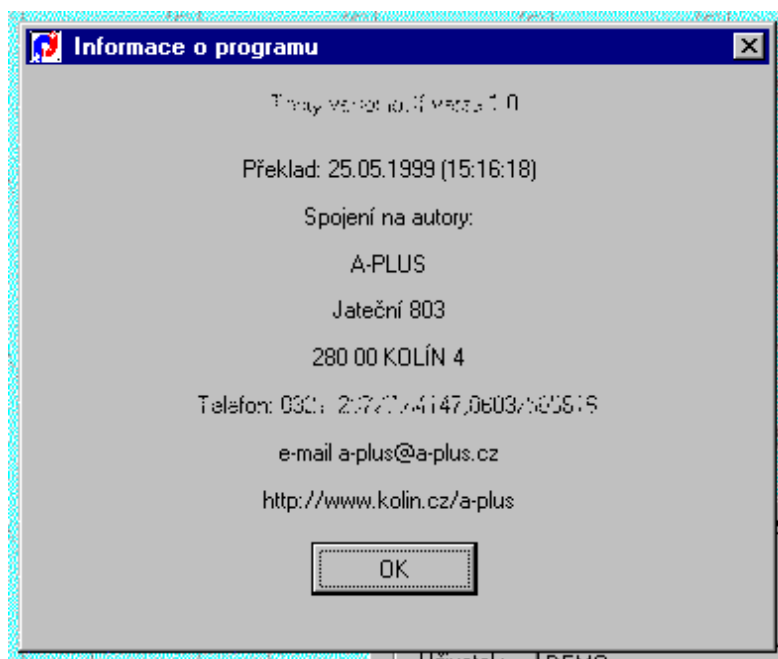 Informace o programu
Překlad: 25.05.1999 (15:16:18)
Spojení na autory:
A-PLUS
Jateční 803
280 00 KOLÍN 4
Telefon:
e-mail a-plus@a-plus.cz
http://www.kolin.cz/a-plus
OK